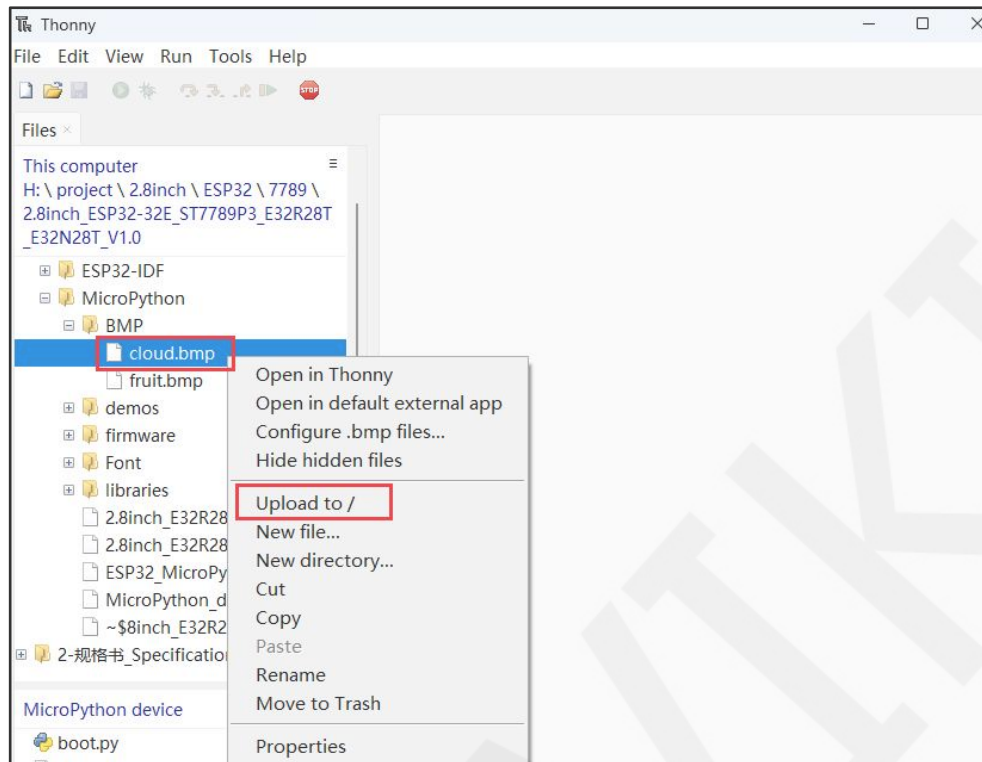 Thonny
File Edit View Run Tools Help
STOP
Files ×
This computer
H: \ project \ 2.8inch \ ESP32 \ 7789 \
2.8inch_ESP32-32E_ST7789P3_E32R28T
_E32N28T_V1.0
ESP32-IDF
MicroPython
BMP
cloud.bmp
fruit.bmp
demos
firmware
Font
libraries
2.8inch_E32R28
2.8inch_E32R28
ESP32_MicroPy
MicroPython_d
~$8inch_E32R2
2-规格书_Specificatio
Open in Thonny
Open in default external app
Configure .bmp files...
Hide hidden files
Upload to /
New file...
New directory...
Cut
Copy
Paste
Rename
Move to Trash
Properties
MicroPython device
boot.py